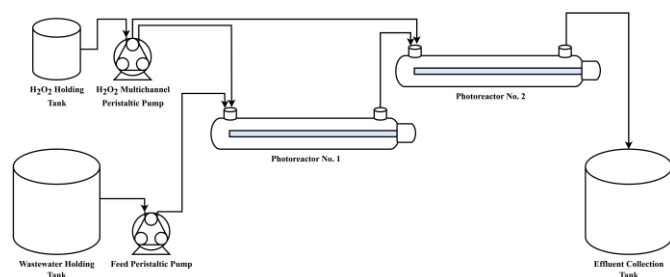 H2O2 Holding
Tank
H2O2 Multichannel
Peristaltic Pump
Photoreactor No. 2
Photoreactor No. 1
Wastewater Holding
Tank
Feed Peristaltic Pump
Effluent Collection
Tank